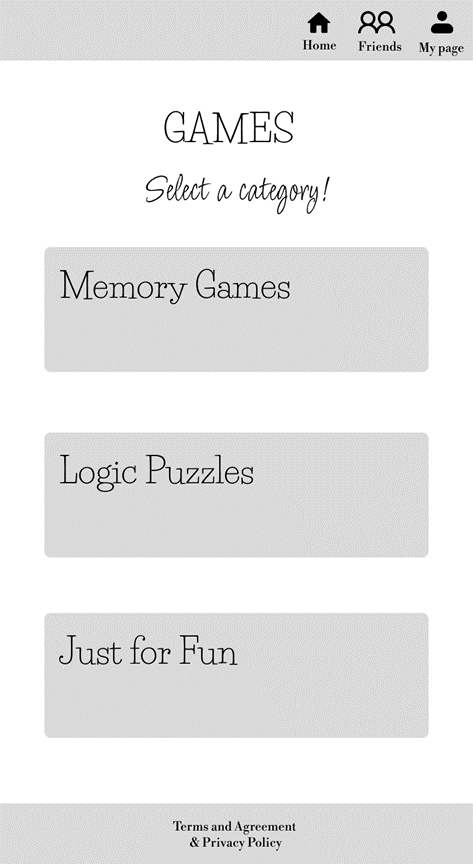 Home
Friends
My page
GAMES
Select a category!
Memory Games
Logic Puzzles
Just for Fun
Terms and Agreement
& Privacy Policy